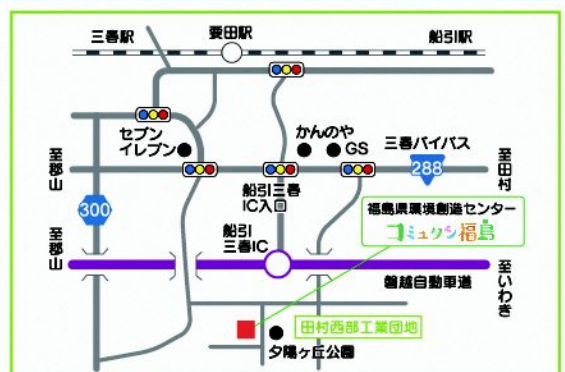 三春駅
要田駅
船引駅
セブン
イレブン
かんのや
GS
三春バイパス
288
至郡山
至田村
船引三春
IC入口
300
福島県環境創造センター
コミュタン福島
船引
三春IC
至郡山
磐越自動車道
至いわき
田村西部工業団地
夕陽ヶ丘公園